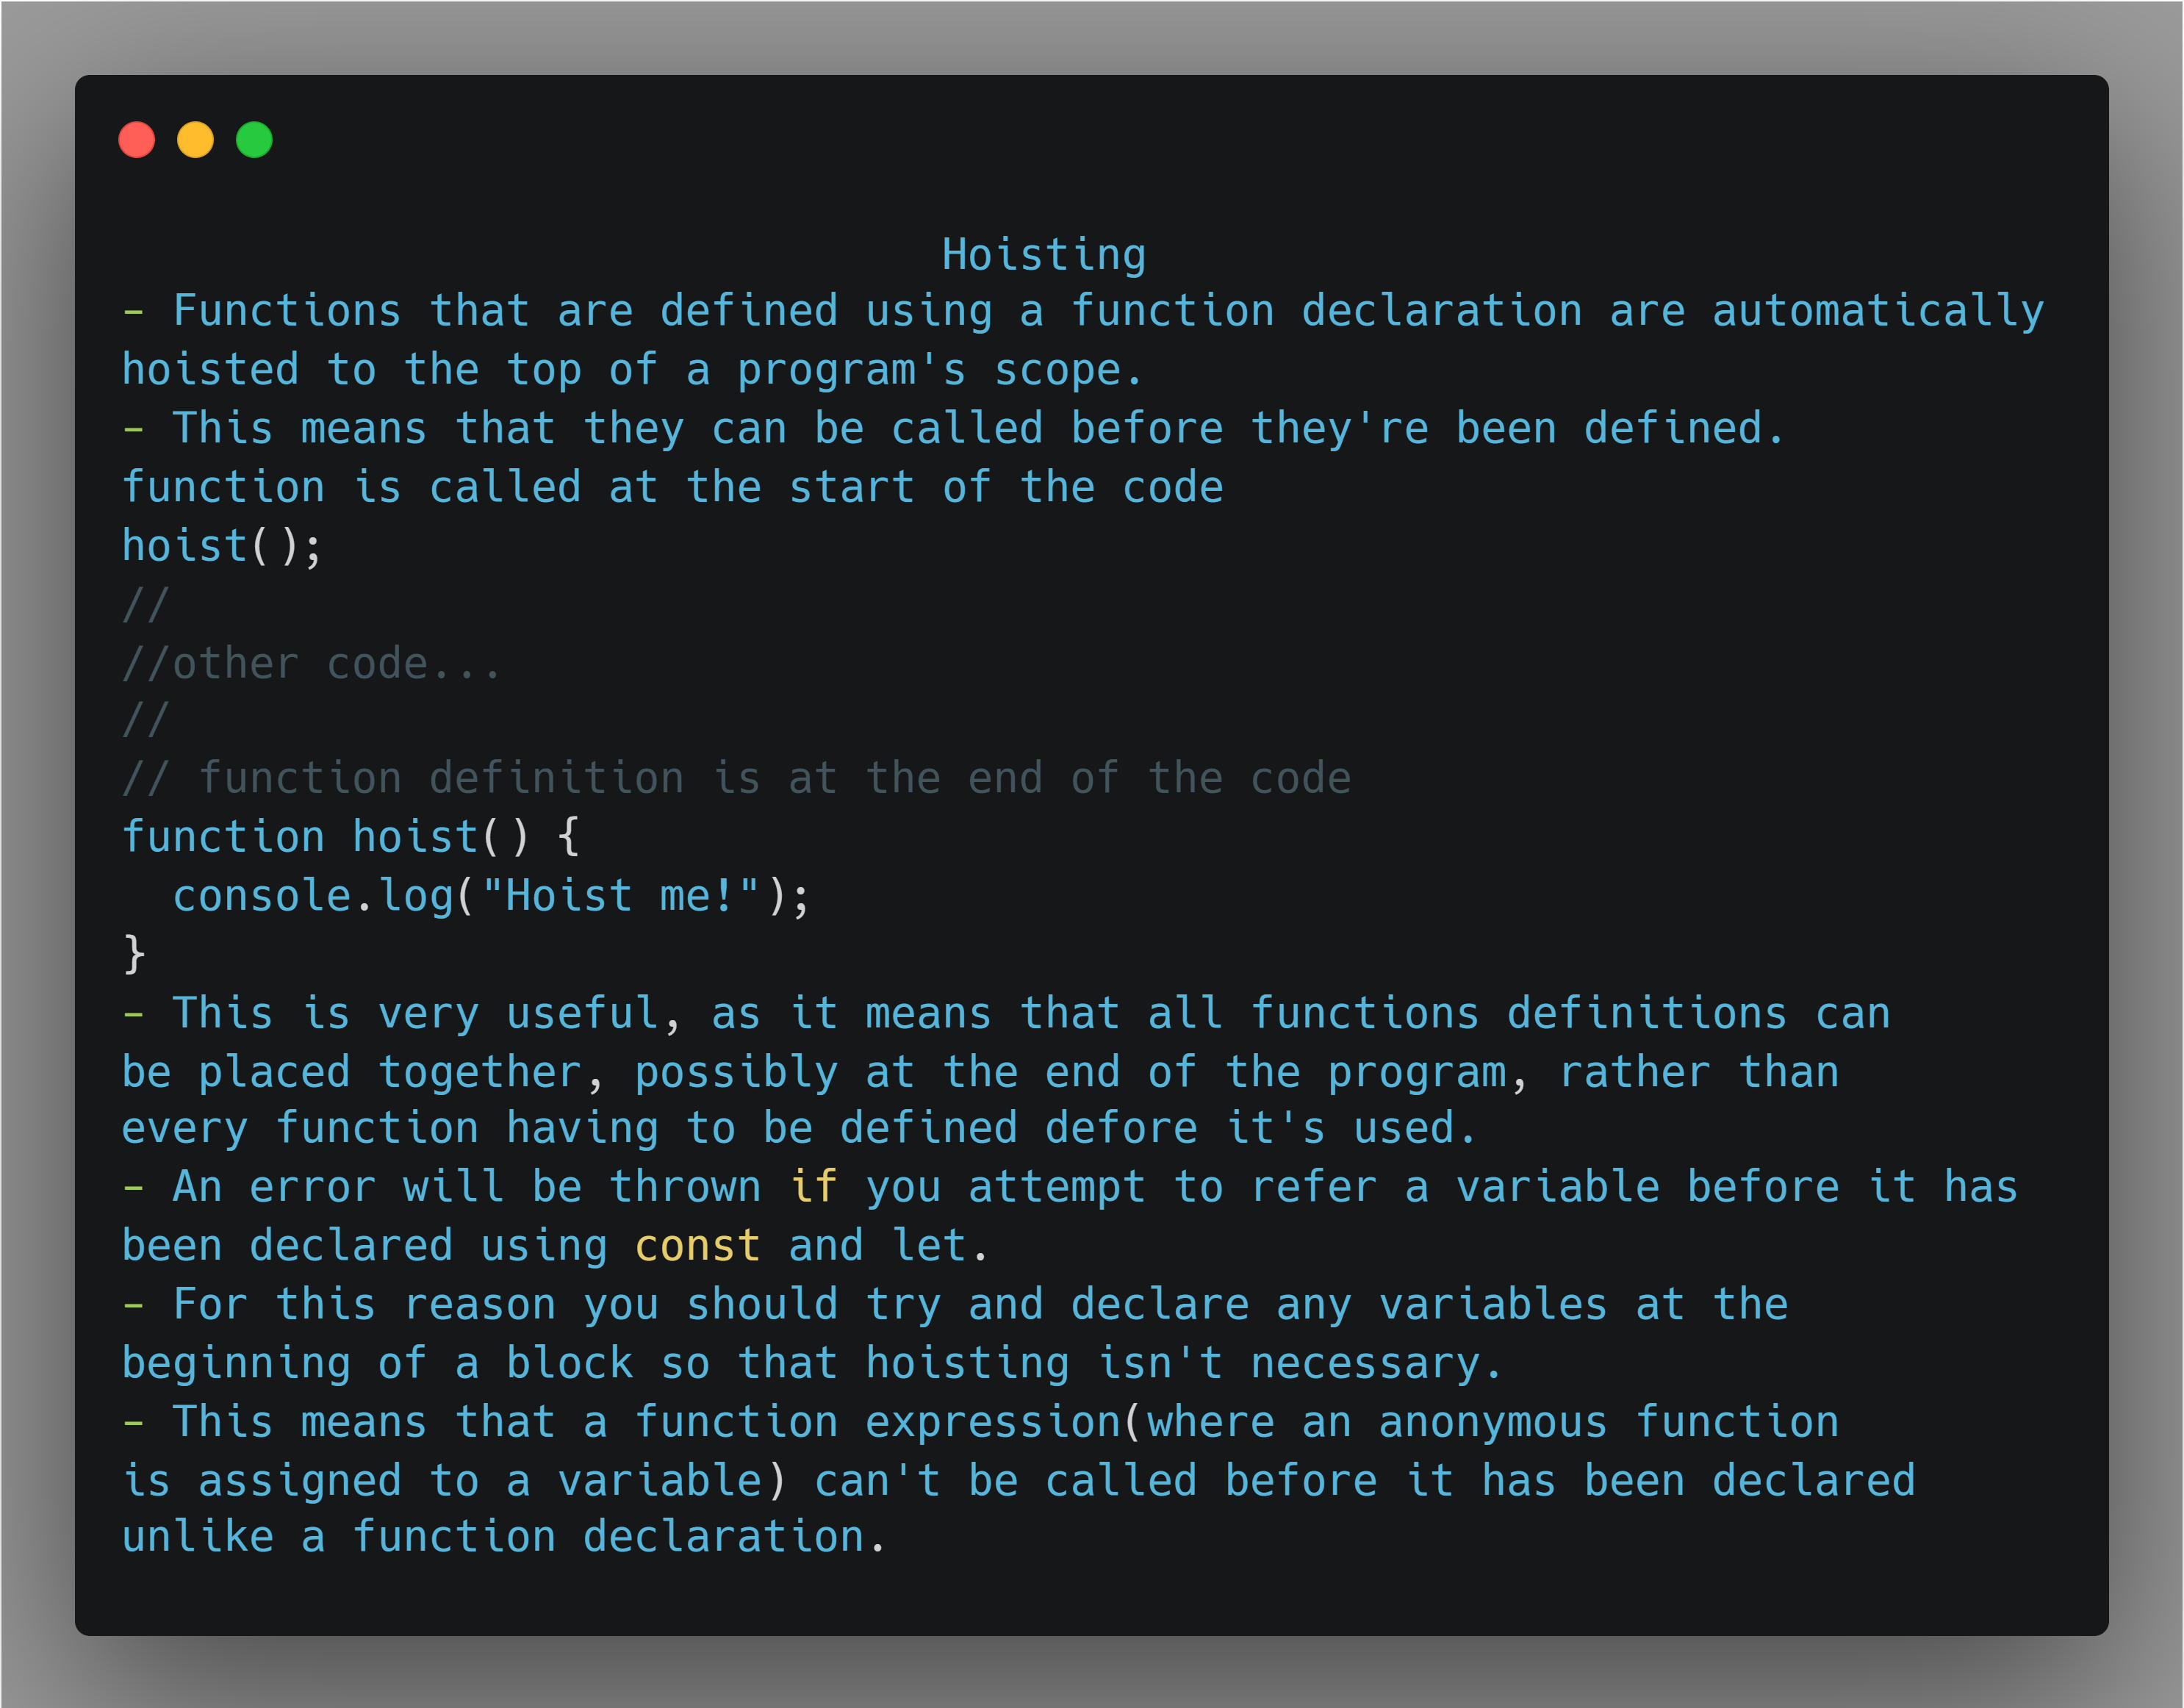 Hoisting
- Functions that are defined using a function declaration are automatically
hoisted to the top of a program's scope.
- This means that they can be called before they're been defined.
function is called at the start of the code
hoist();
//
//other code...
//
// function definition is at the end of the code
function hoist() {
  console.log("Hoist me!");
}
- This is very useful, as it means that all functions definitions can
be placed together, possibly at the end of the program, rather than
every function having to be defined defore it's used.
- An error will be thrown if you attempt to refer a variable before it has
been declared using const and let.
- For this reason you should try and declare any variables at the
beginning of a block so that hoisting isn't necessary.
- This means that a function expression(where an anonymous function
is assigned to a variable) can't be called before it has been declared
unlike a function declaration.